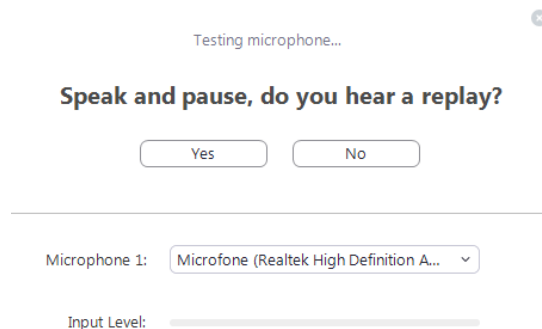 Testing microphone...
Speak and pause, do you hear a replay?
Yes
No
Microphone 1:
Microfone (Realtek High Definition A...
Input Level: